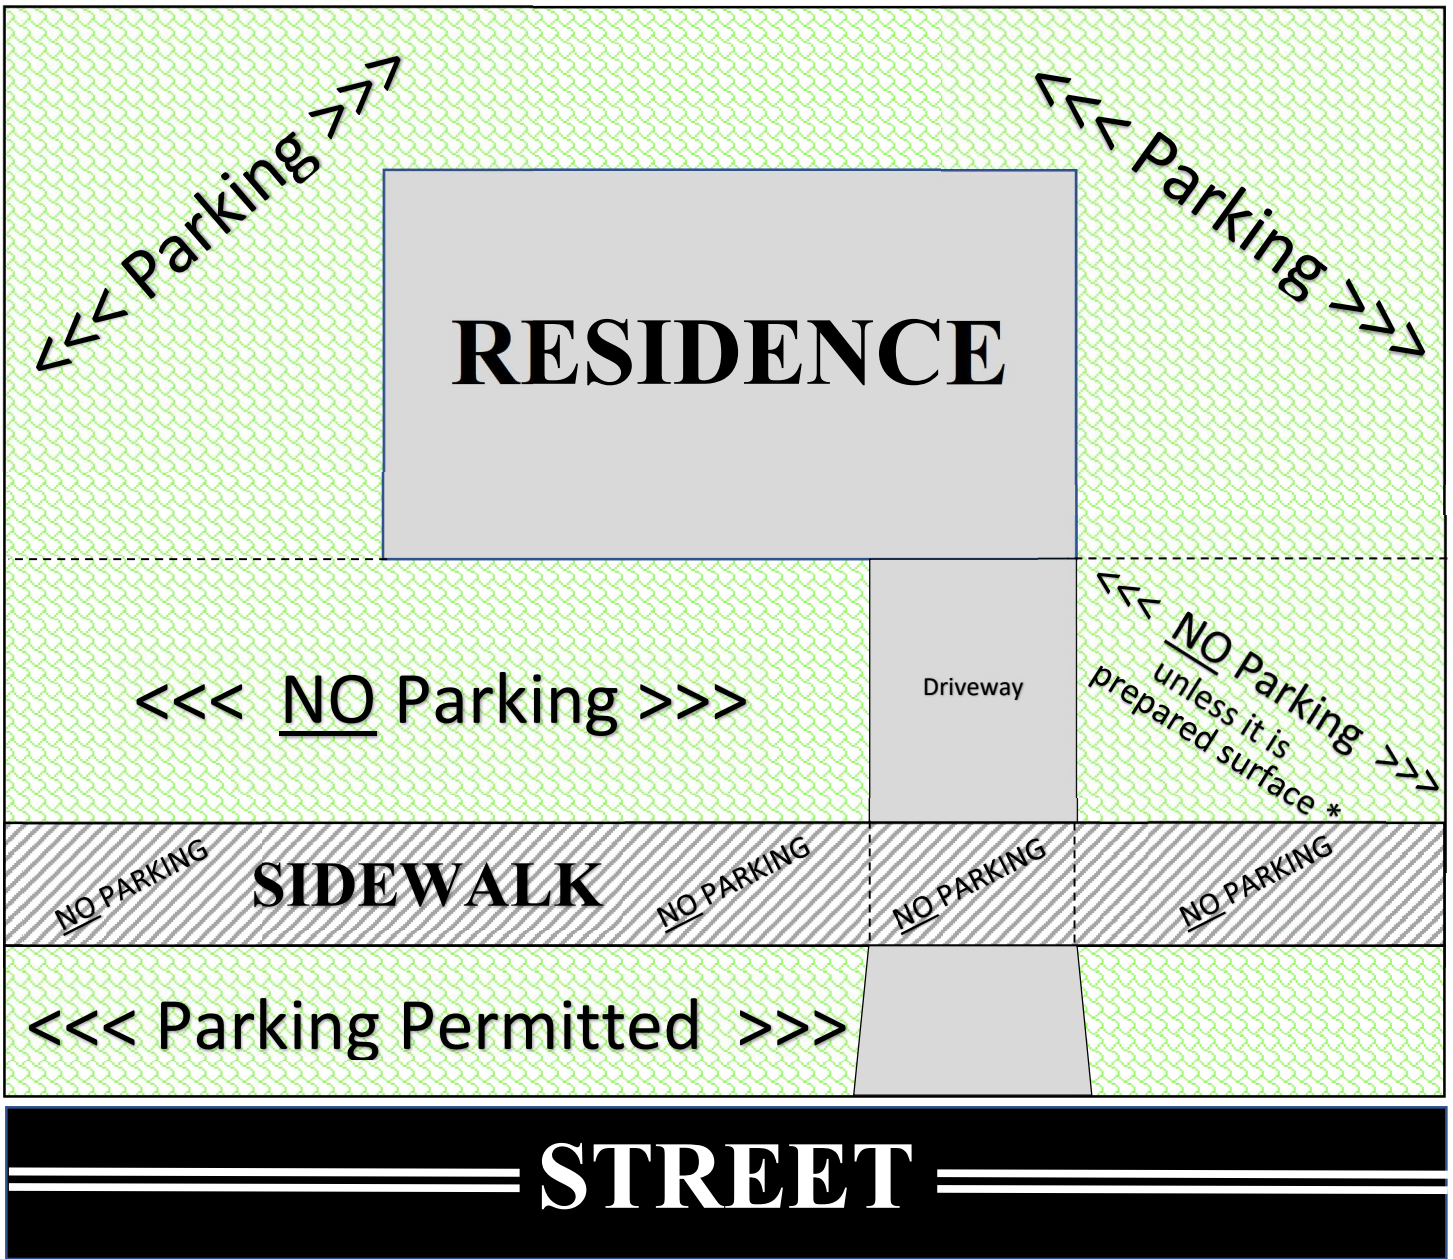 <<< Parking >>>
<<< Parking >>>
RESIDENCE
<<< NO Parking >>>
Driveway
<<< NO Parking >>>
unless it is
prepared surface *
NO PARKING
SIDEWALK
NO PARKING
NO PARKING
NO PARKING
<<< Parking Permitted >>>
STREET